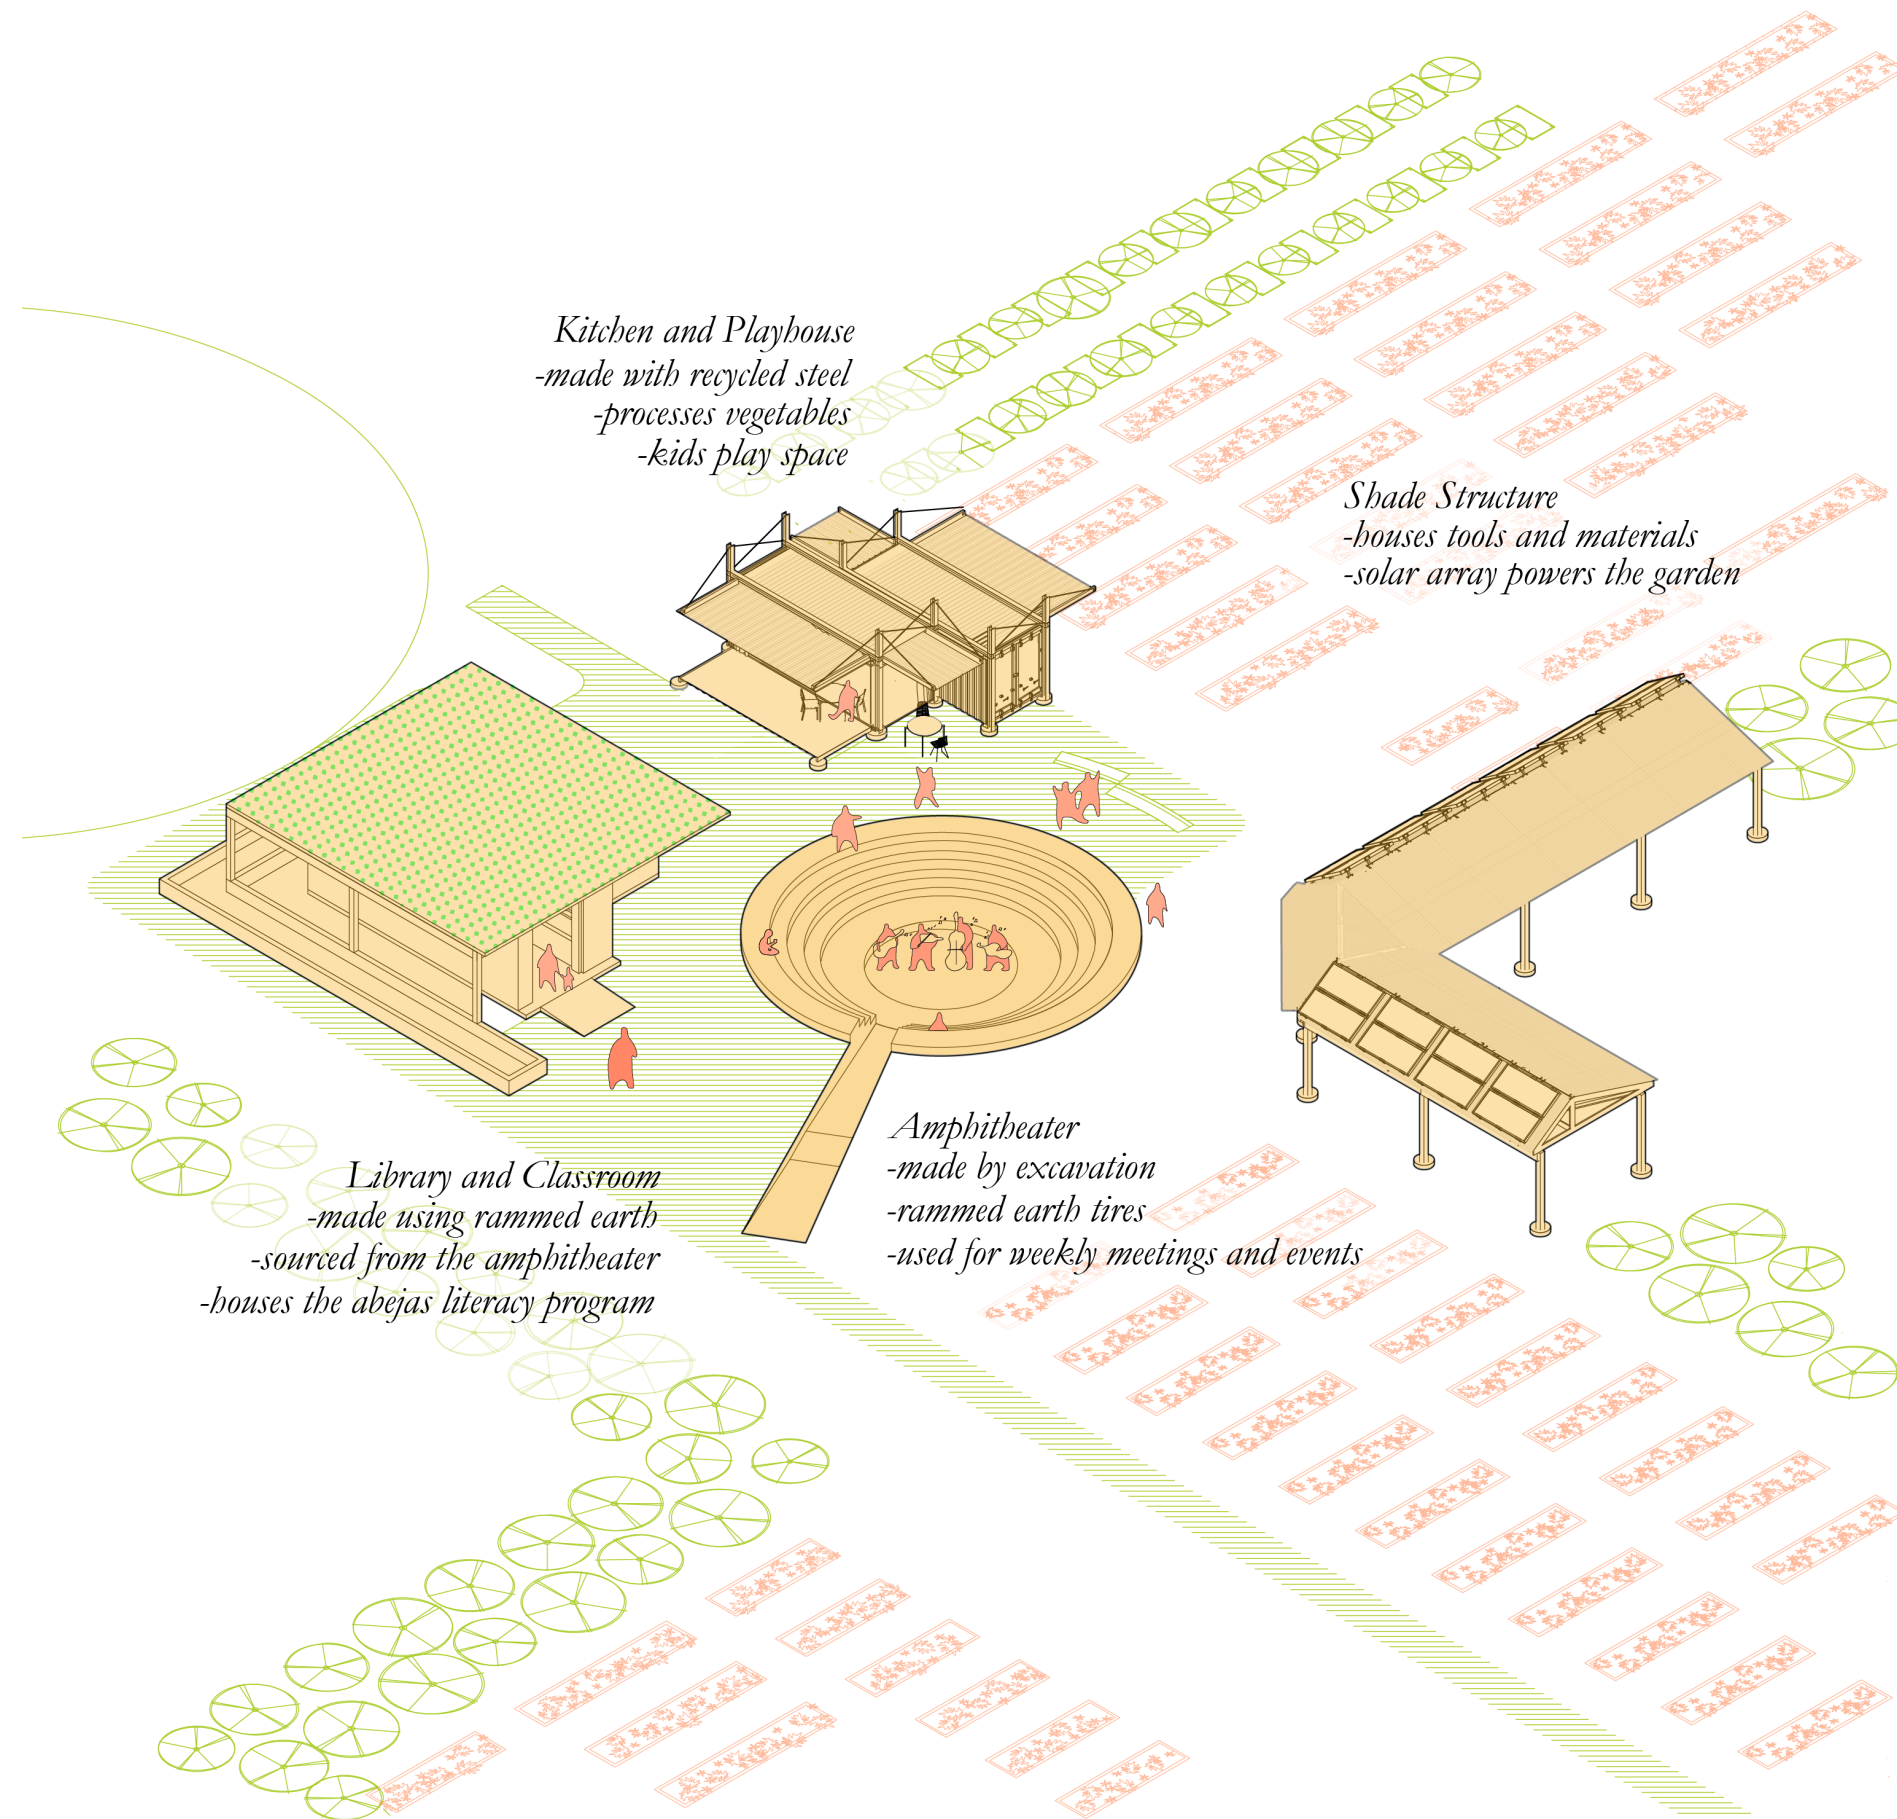 Kitchen and Playhouse
-made with recycled steel
-processes vegetables
-kids play space
Shade Structure
-houses tools and materials
-solar array powers the garden
Amphitheater
-made by excavation
-rammed earth tires
-used for weekly meetings and events
Library and Classroom
-made using rammed earth
-sourced from the amphitheater
-houses the abejas literacy program